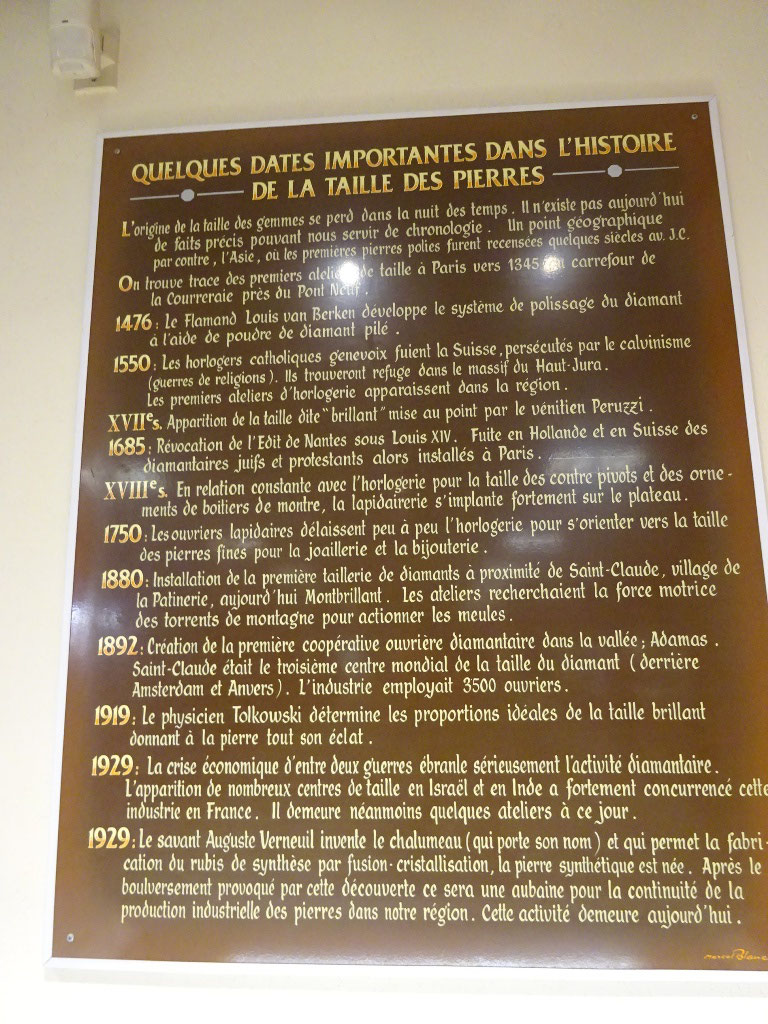 QUELQUES DATES IMPORTANTES DANS L'HISTOIRE
DE LA TAILLE DES PIERRES
L'origine de la taille des gemmes se perd dans la nuit des temps. Il n'existe pas aujourd'hui
de faits précis pouvant nous servir de chronologie. Un point géographique
par contre, l'Asie, où les premières pierres polies furent recensées quelques siècles av. J.C.
On trouve trace des premiers de taille à Paris vers 1345 carrefour de
la Courreraie près du Pont Neuf.
1476: Le Flamand Louis van Berken développe le système de polissage du diamant
à l'aide de poudre de diamant pilé.
1550: Les horlogers catholiques genevoix fuient la Suisse, persécutés par le calvinisme
(guerres de religions). Ils trouveront refuge dans le massif du Haut-Jura.
Les premiers ateliers d'horlogerie apparaissent dans la région.
XVIIes. Apparition de la taille dite "brillant" mise au point par le vénitien Peruzzi.
1685: Révocation de l'Edit de Nantes sous Louis XIV. Fuite en Hollande et en Suisse des
diamantaires juifs et protestants alors installés à Paris.
XVIIIes. En relation constante avec l'horlogerie pour la taille des contre pivots et des orne-
ments de boitiers de montre, la lapidairerie s'implante fortement sur le plateau.
1750: Les ouvriers lapidaires délaissent peu à peu l'horlogerie pour s'orienter vers la taille
des pierres fines pour la joaillerie et la bijouterie.
1880: Installation de la première taillerie de diamants à proximité de Saint-Claude, village de
la Patinerie, aujourd'hui Montbrillant. Les ateliers recherchaient la force motrice
des torrents de montagne pour actionner les meules.
1892: Création de la première coopérative ouvrière diamantaire dans la vallée; Adamas.
Saint-Claude était le troisième centre mondial de la taille du diamant (derrière
Amsterdam et Anvers). L'industrie employait 3500 ouvriers.
1919: Le physicien Tolkowski détermine les proportions idéales de la taille brillant
donnant à la pierre tout son éclat.
1929: La crise économique d'entre deux guerres ébranle sérieusement l'activité diamantaire.
L'apparition de nombreux centres de taille en Israël et en Inde a fortement concurrencé cette
industrie en France. Il demeure néanmoins quelques ateliers à ce jour.
1929: Le savant Auguste Verneuil invente le chalumeau (qui porte son nom) et qui permet la fabri-
cation du rubis de synthèse par fusion-cristallisation, la pierre synthétique est née. Après le
boulversement provoqué par cette découverte ce sera une aubaine pour la continuité de la
production industrielle des pierres dans notre région. Cette activité demeure aujourd'hui.